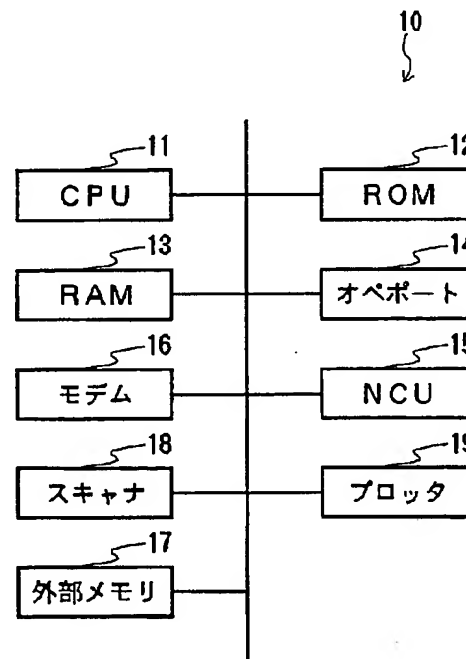 10
11
12
CPU
ROM
13
14
RAM
オペポート
16
15
モデム
NCU
18
19
スキャナ
プロッタ
17
外部メモリ